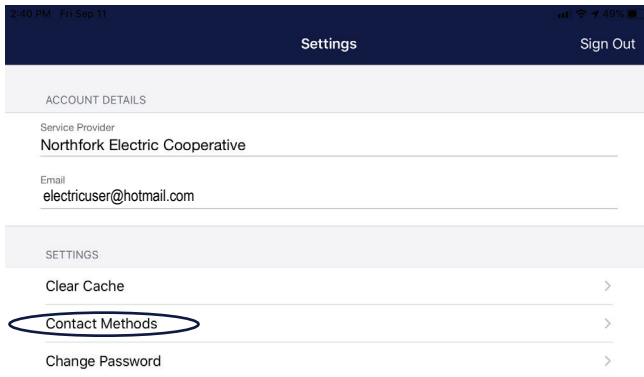 2:40 PM Fri Sep 11 49%
Settings Sign Out
ACCOUNT DETAILS
Service Provider
Northfork Electric Cooperative
Email
electricuser@hotmail.com
SETTINGS
Clear Cache
Contact Methods
Change Password